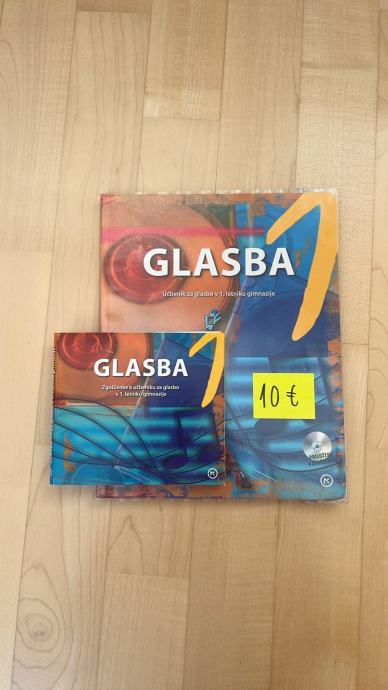 GLASBA 1
Učbenik za glasbo v 1. letniku gimnazije
GLASBA 1
Zgoščenke k učbeniku za glasbo
v 1. letniku gimnazije
10 €